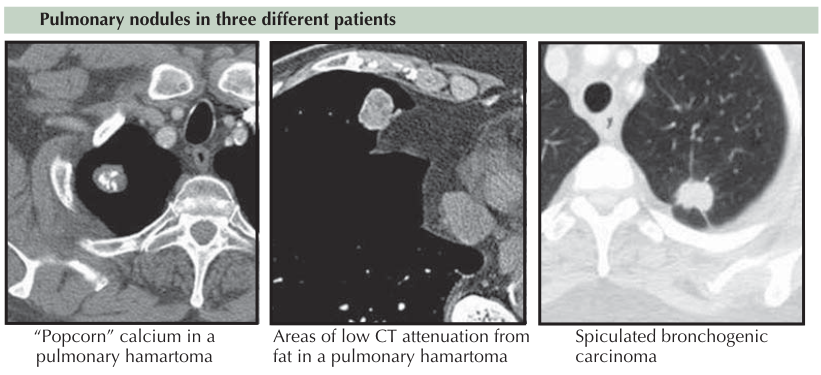 Pulmonary nodules in three different patients
“Popcorn” calcium in a
pulmonary hamartoma
Areas of low CT attenuation from
fat in a pulmonary hamartoma
Spiculated bronchogenic
carcinoma